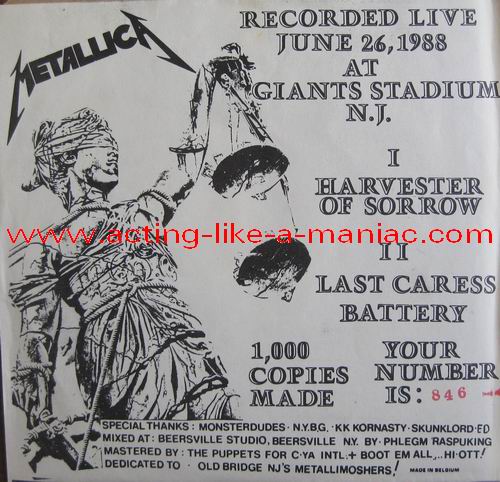 METALLICA
RECORDED LIVE
JUNE 26, 1988
AT
GIANTS STADIUM
N.J.
I
HARVESTER
OF SORROW
www.acting-like-a-maniac.com
II
LAST CARESS
BATTERY
1,000
COPIES
MADE
YOUR
NUMBER
IS: 846
SPECIAL THANKS: MONSTERDUDES · N.Y.B.G. · KK KORNASTY · SKUNKLORD · ED
MIXED AT: BEERSVILLE STUDIO, BEERSVILLE N.Y. BY · PHLEGM RASPUKING
MASTERED BY: THE PUPPETS FOR C·YA INTL. + BOOT EM ALL,.. HI·OTT!
DEDICATED TO · OLD BRIDGE NJ'S METALLIMOSHERS! MADE IN BELGIUM